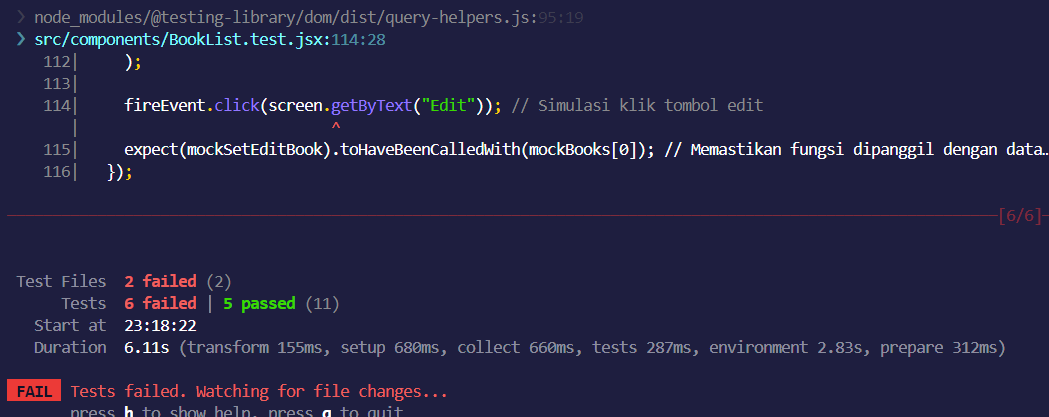 ❯ node_modules/@testing-library/dom/dist/query-helpers.js:95:19
❯ src/components/BookList.test.jsx:114:28
112| );
113|
114| fireEvent.click(screen.getByText("Edit")); // Simulasi klik tombol edit
| ^
115| expect(mockSetEditBook).toHaveBeenCalledWith(mockBooks[0]); // Memastikan fungsi dipanggil dengan data…
116| });
[6/6]
Test Files 2 failed (2)
Tests 6 failed | 5 passed (11)
Start at 23:18:22
Duration 6.11s (transform 155ms, setup 680ms, collect 660ms, tests 287ms, environment 2.83s, prepare 312ms)
FAIL Tests failed. Watching for file changes...
press h to show help, press q to quit